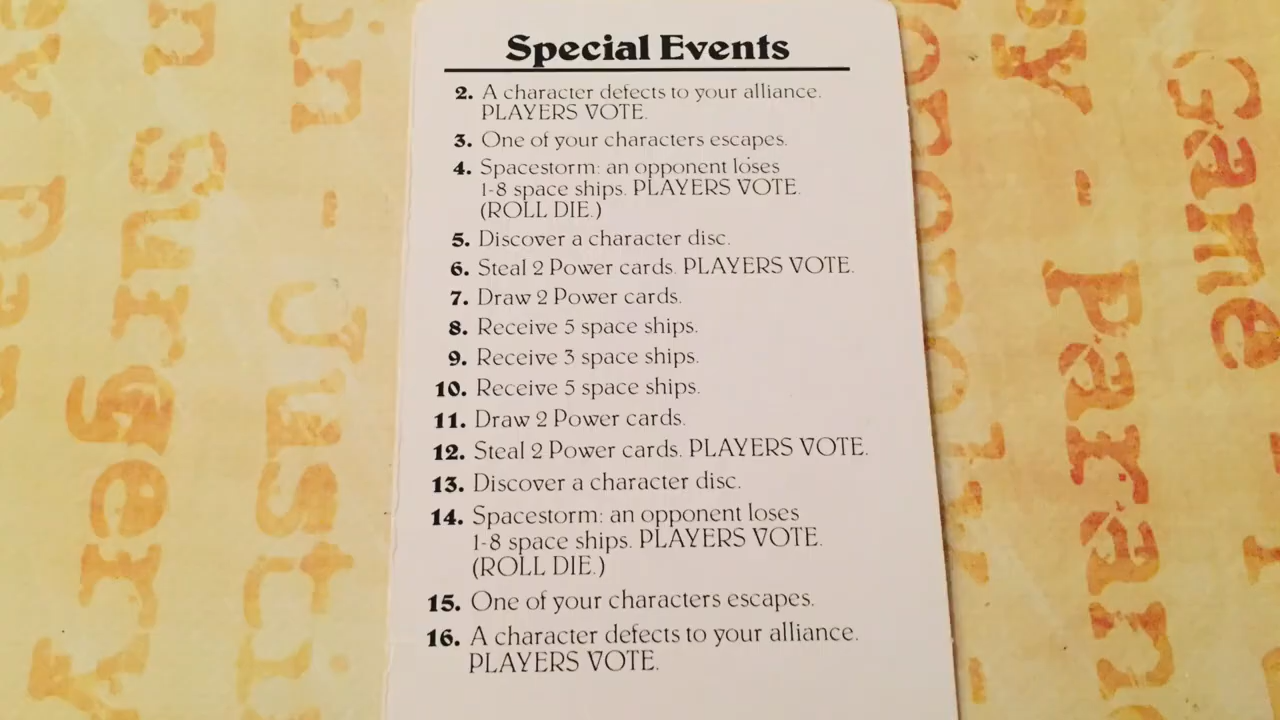 Special Events
2. A character defects to your alliance.
PLAYERS VOTE.
3. One of your characters escapes.
4. Spacestorm: an opponent loses
1-8 space ships. PLAYERS VOTE.
(ROLL DIE.)
5. Discover a character disc.
6. Steal 2 Power cards. PLAYERS VOTE.
7. Draw 2 Power cards.
8. Receive 5 space ships.
9. Receive 3 space ships.
10. Receive 5 space ships.
11. Draw 2 Power cards.
12. Steal 2 Power cards. PLAYERS VOTE.
13. Discover a character disc.
14. Spacestorm: an opponent loses
1-8 space ships. PLAYERS VOTE.
(ROLL DIE.)
15. One of your characters escapes.
16. A character defects to your alliance.
PLAYERS VOTE.
Surgery
in - Justi
Game